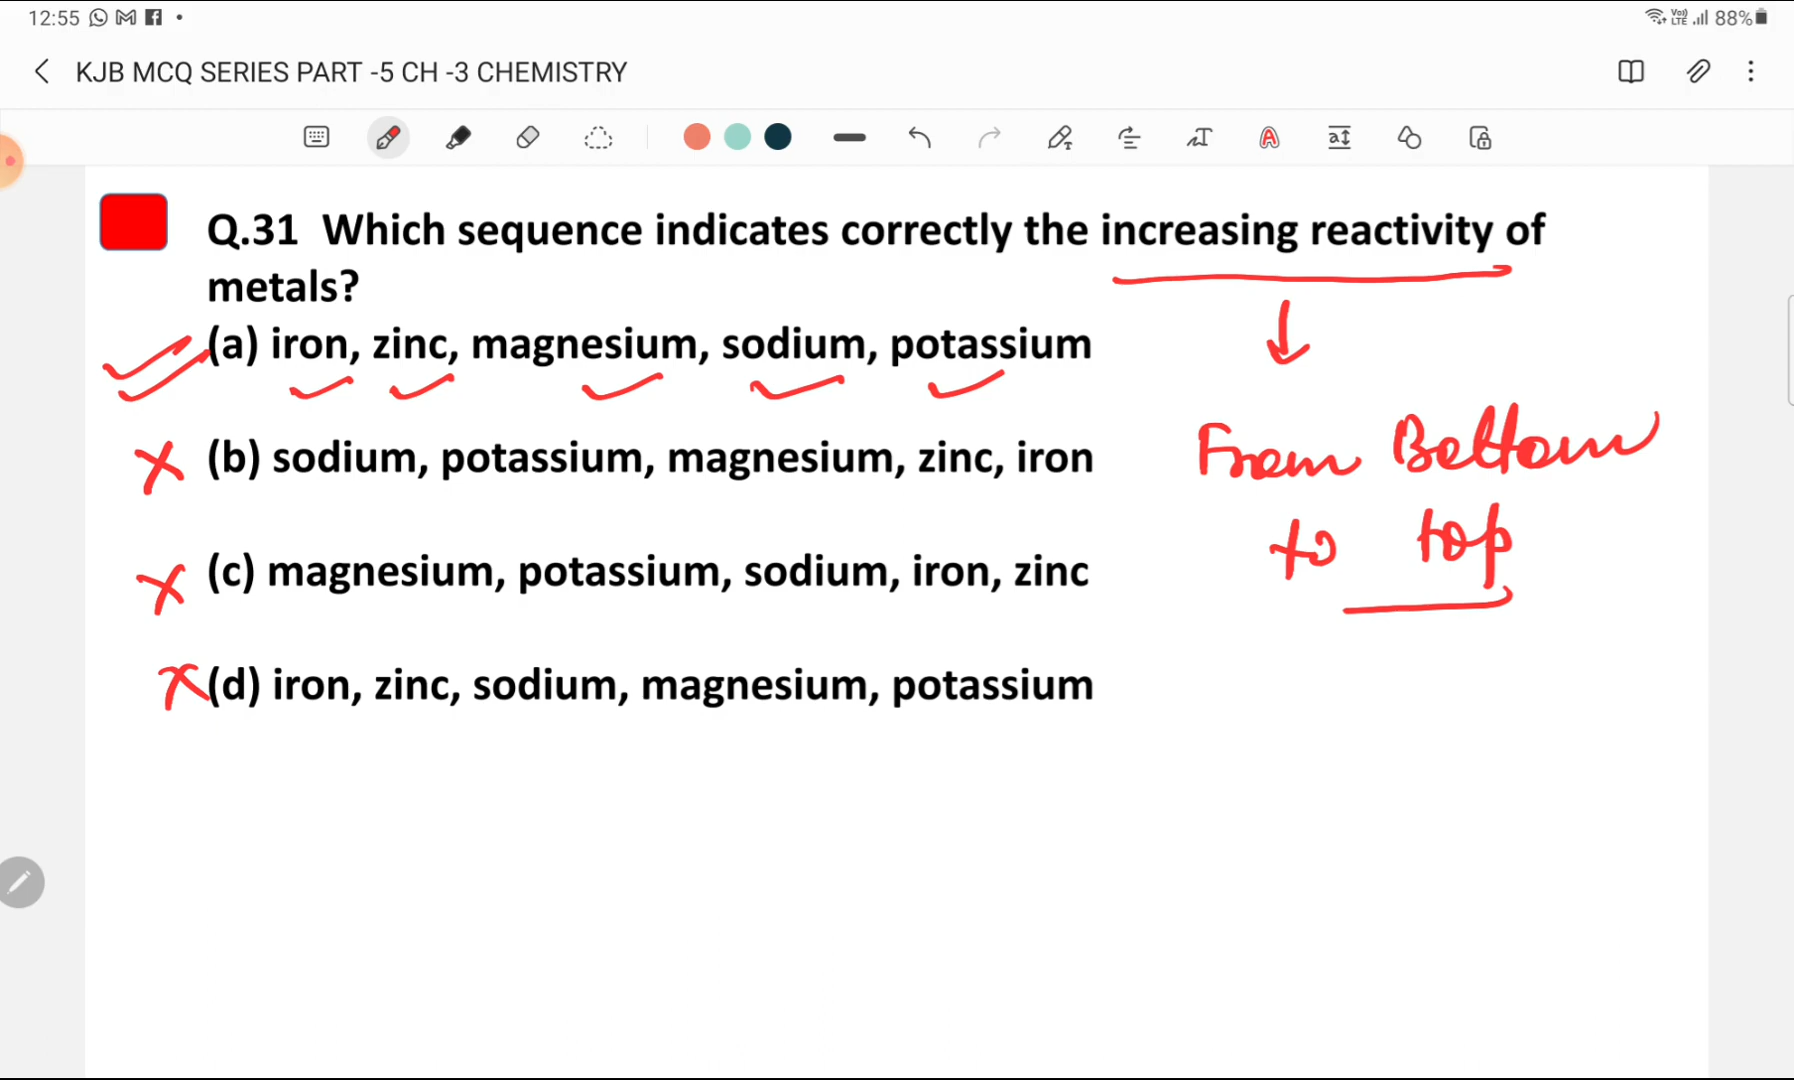 12:55
Vo)) LTE 88%
KJB MCQ SERIES PART -5 CH -3 CHEMISTRY
Q.31 Which sequence indicates correctly the increasing reactivity of
metals?
(a) iron, zinc, magnesium, sodium, potassium
(b) sodium, potassium, magnesium, zinc, iron
(c) magnesium, potassium, sodium, iron, zinc
(d) iron, zinc, sodium, magnesium, potassium
From Bottom
to top